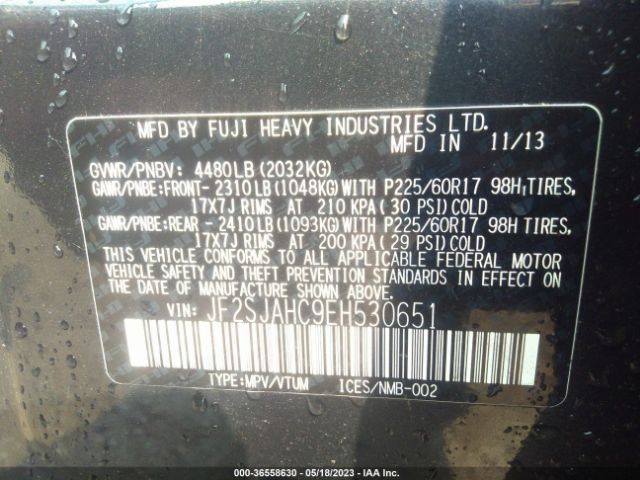 MFD BY FUJI HEAVY INDUSTRIES LTD.
MFD IN 11/13
GVWR/PNBV: 4480LB(2032KG)
GAWR/PNBE:FRONT-2310LB(1048KG)WITH P225/60R17 98H,TIRES,
17X7J RIMS AT 210 KPA(30 PSI)COLD
GAWR/PNBE:REAR -2410LB(1093KG)WITH P225/60R17 98H TIRES,
17X7J RIMS AT 200 KPA(29 PSI)COLD
THIS VEHICLE CONFORMS TO ALL APPLICABLE FEDERAL MOTOR
VEHICLE SAFETY AND THEFT PREVENTION STANDARDS IN EFFECT ON
THE DATE OF MANUFACTURE SHOWN ABOVE.
VIN: JF2SJAHC9EH530651
TYPE:MPV/VTUM ICES/NMB-002
000-36558630 - 05/18/2023 - IAA Inc.